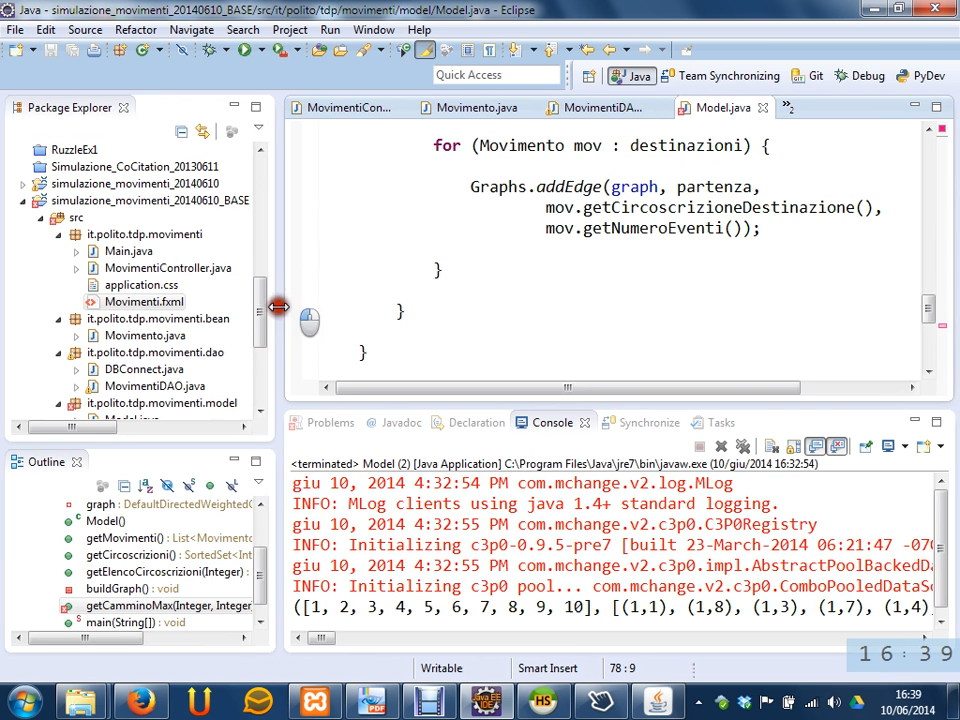 Java - simulazione_movimenti_20140610_BASE/src/it/polito/tdp/movimenti/model/Model.java - Eclipse
File Edit Source Refactor Navigate Search Project Run Window Help
Quick Access Java Team Synchronizing Git Debug PyDev
Package Explorer
RuzzleEx1
Simulazione_CoCitation_20130611
simulazione_movimenti_20140610
simulazione_movimenti_20140610_BASE
src
it.polito.tdp.movimenti
Main.java
MovimentiController.java
application.css
Movimenti.fxml
it.polito.tdp.movimenti.bean
Movimento.java
it.polito.tdp.movimenti.dao
DBConnect.java
MovimentiDAO.java
it.polito.tdp.movimenti.model
Model.java
MovimentiCon... Movimento.java MovimentiDA... Model.java »2
for (Movimento mov : destinazioni) {
Graphs.addEdge(graph, partenza,
mov.getCircoscrizioneDestinazione(),
mov.getNumeroEventi());
}
}
}
Outline
graph : DefaultDirectedWeightedG
Model()
getMovimenti() : List<Movimento
getCircoscrizioni() : SortedSet<Int
getElencoCircoscrizioni(Integer) :
buildGraph() : void
getCamminoMax(Integer, Integer
main(String[]) : void
Problems Javadoc Declaration Console Synchronize Tasks
<terminated> Model (2) [Java Application] C:\Program Files\Java\jre7\bin\javaw.exe (10/giu/2014 16:32:54)
giu 10, 2014 4:32:54 PM com.mchange.v2.log.MLog
INFO: MLog clients using java 1.4+ standard logging.
giu 10, 2014 4:32:55 PM com.mchange.v2.c3p0.C3P0Registry
INFO: Initializing c3p0-0.9.5-pre7 [built 23-March-2014 06:21:47 -070
giu 10, 2014 4:32:55 PM com.mchange.v2.c3p0.impl.AbstractPoolBackedDa
INFO: Initializing c3p0 pool... com.mchange.v2.c3p0.ComboPooledDataSo
([1, 2, 3, 4, 5, 6, 7, 8, 9, 10], [(1,1), (1,8), (1,3), (1,7), (1,4),
Writable Smart Insert 78 : 9
16:39
16:39
10/06/2014